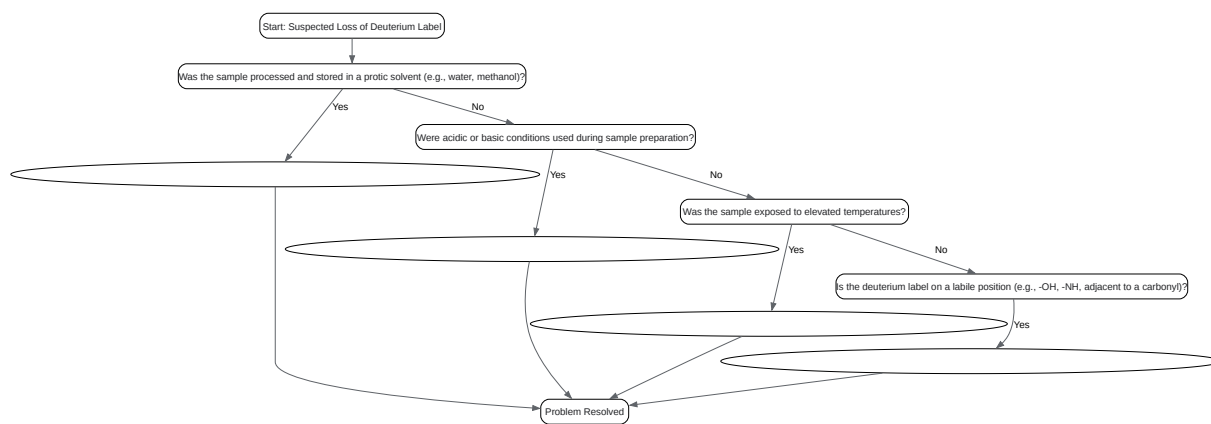 Start: Suspected Loss of Deuterium Label
Was the sample processed and stored in a protic solvent (e.g., water, methanol)?
Yes
No
Were acidic or basic conditions used during sample preparation?
Yes
No
Was the sample exposed to elevated temperatures?
Yes
No
Is the deuterium label on a labile position (e.g., -OH, -NH, adjacent to a carbonyl)?
Yes
Problem Resolved